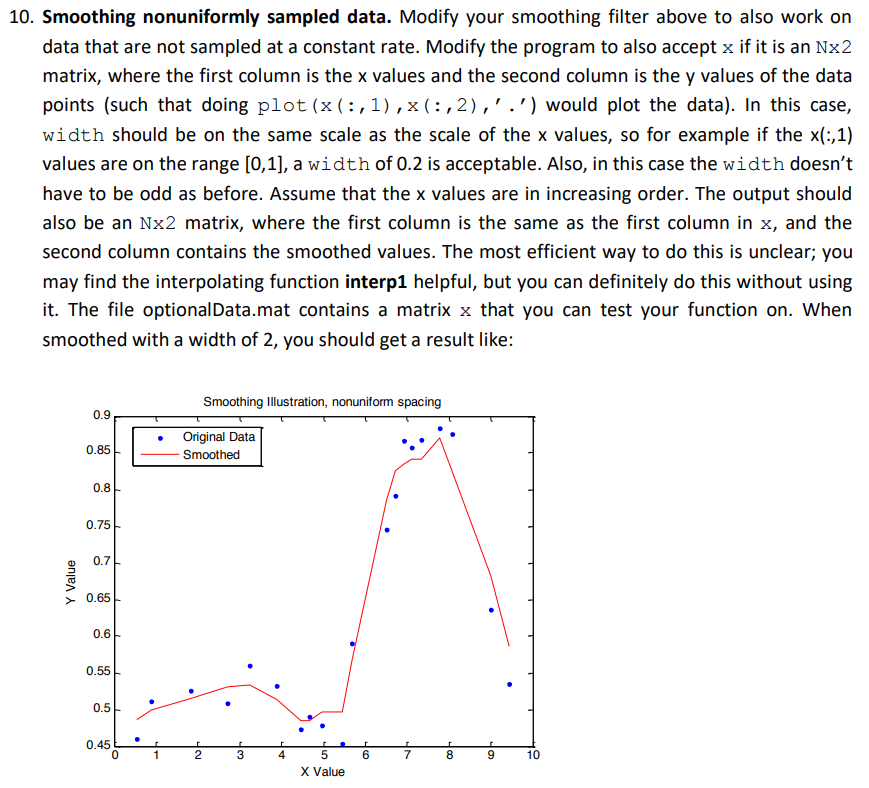 10. Smoothing nonuniformly sampled data. Modify your smoothing filter above to also work on
data that are not sampled at a constant rate. Modify the program to also accept x if it is an Nx2
matrix, where the first column is the x values and the second column is the y values of the data
points (such that doing plot(x(:,1),x(:,2),’.’) would plot the data). In this case,
width should be on the same scale as the scale of the x values, so for example if the x(:,1)
values are on the range [0,1], a width of 0.2 is acceptable. Also, in this case the width doesn’t
have to be odd as before. Assume that the x values are in increasing order. The output should
also be an Nx2 matrix, where the first column is the same as the first column in x, and the
second column contains the smoothed values. The most efficient way to do this is unclear; you
may find the interpolating function interp1 helpful, but you can definitely do this without using
it. The file optionalData.mat contains a matrix x that you can test your function on. When
smoothed with a width of 2, you should get a result like:
Smoothing Illustration, nonuniform spacing
0.9
Original Data
Smoothed
0.85
0.8
0.75
0.7
0.65
0.6
0.55
0.5
0.45
Y Value
0 1 2 3 4 5 6 7 8 9 10
X Value